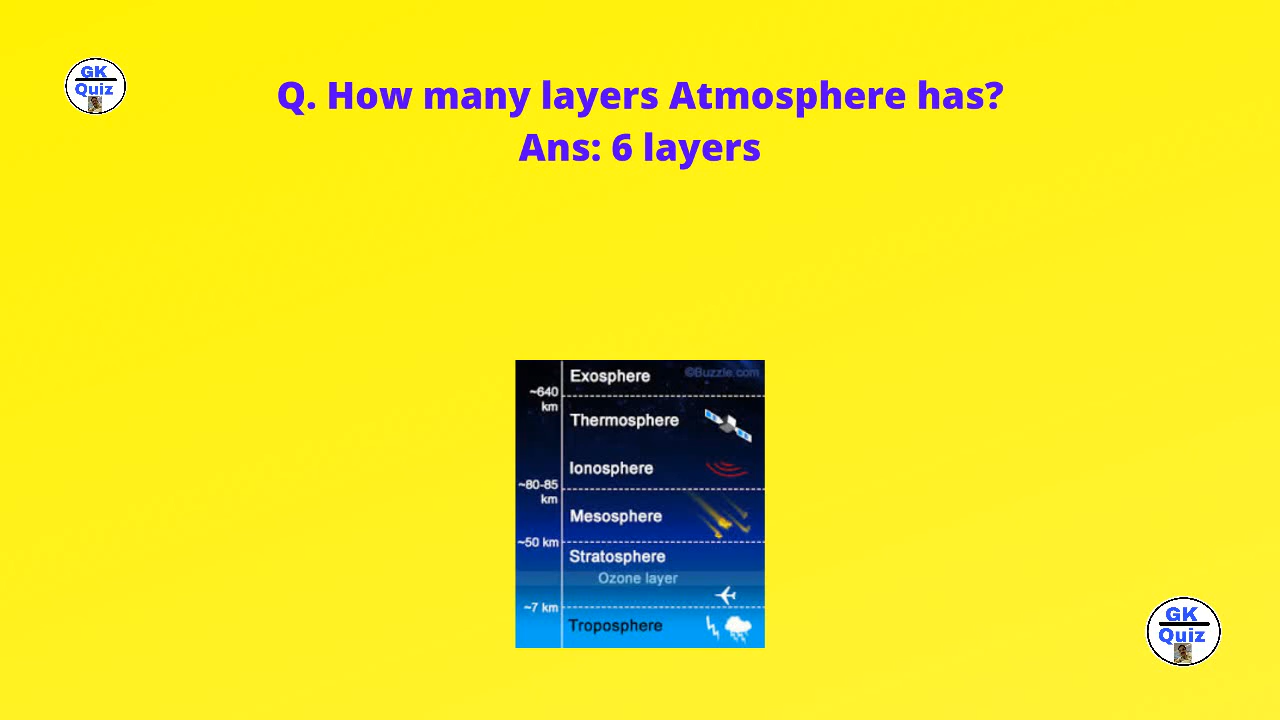 GK
Quiz
Q. How many layers Atmosphere has?
Ans: 6 layers
Exosphere
©Buzzle.com
~640
km
Thermosphere
Ionosphere
~80-85
km
Mesosphere
~50 km
Stratosphere
Ozone layer
~7 km
Troposphere
GK
Quiz